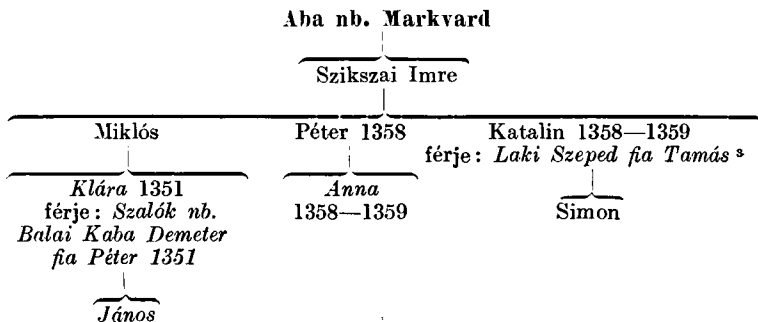 Aba nb. Markvard
Szikszai Imre
Miklós Péter 1358 Katalin 1358—1359
férje: Laki Szeped fia Tamás ³
Klára 1351 Anna Simon
férje: Szalók nb. 1358—1359
Balai Kaba Demeter
fia Péter 1351
János